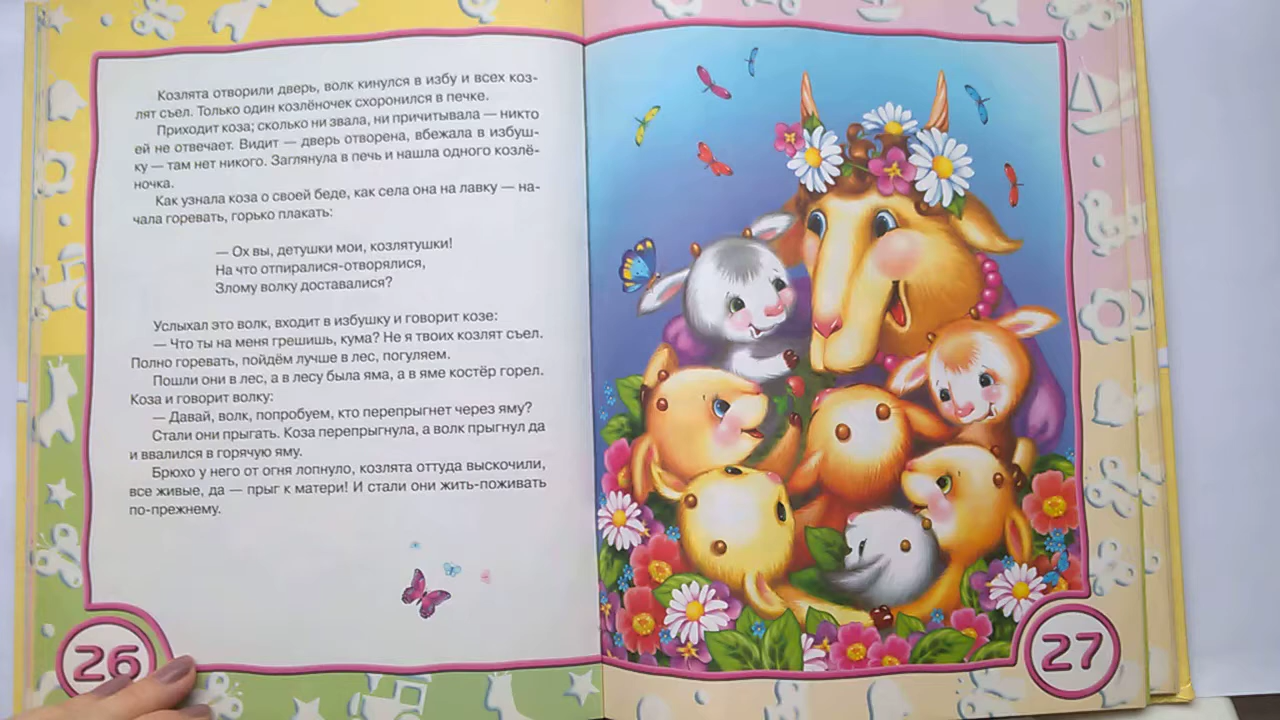 Козлята отворили дверь, волк кинулся в избу и всех коз-
лят съел. Только один козлёночек схоронился в печке.
Приходит коза; сколько ни звала, ни причитывала — никто
ей не отвечает. Видит — дверь отворена, вбежала в избуш-
ку — там нет никого. Заглянула в печь и нашла одного козлё-
ночка.
Как узнала коза о своей беде, как села она на лавку — на-
чала горевать, горько плакать:
— Ох вы, детушки мои, козлятушки!
На что отпиралися-отворялися,
Злому волку доставалися?
Услыхал это волк, входит в избушку и говорит козе:
— Что ты на меня грешишь, кума? Не я твоих козлят съел.
Полно горевать, пойдём лучше в лес, погуляем.
Пошли они в лес, а в лесу была яма, а в яме костёр горел.
Коза и говорит волку:
— Давай, волк, попробуем, кто перепрыгнет через яму?
Стали они прыгать. Коза перепрыгнула, а волк прыгнул да
и ввалился в горячую яму.
Брюхо у него от огня лопнуло, козлята оттуда выскочили,
все живые, да — прыг к матери! И стали они жить-поживать
по-прежнему.
26
27